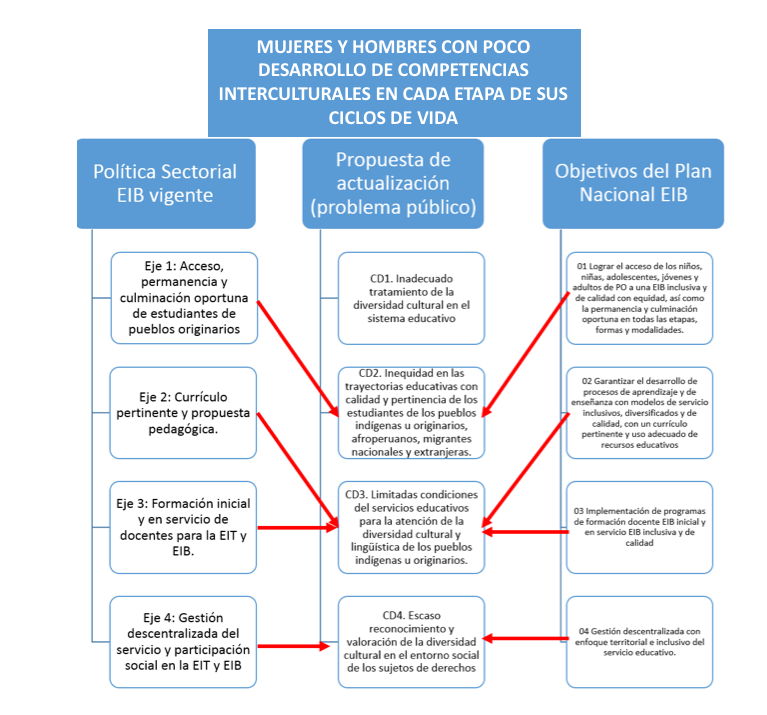 MUJERES Y HOMBRES CON POCO
DESARROLLO DE COMPETENCIAS
INTERCULTURALES EN CADA ETAPA DE SUS
CICLOS DE VIDA
Política Sectorial
EIB vigente
Eje 1: Acceso,
permanencia y
culminación oportuna
de estudiantes de
pueblos originarios
Eje 2: Currículo
pertinente y propuesta
pedagógica.
Eje 3: Formación inicial
y en servicio de
docentes para la EIT y
EIB.
Eje 4: Gestión
descentralizada del
servicio y participación
social en la EIT y EIB
Propuesta de
actualización
(problema público)
CD1. Inadecuado
tratamiento de la
diversidad cultural en el
sistema educativo
CD2. Inequidad en las
trayectorias educativas con
calidad y pertinencia de los
estudiantes de los pueblos
indígenas u originarios,
afroperuanos, migrantes
nacionales y extranjeras.
CD3. Limitadas condiciones
del servicios educativos
para la atención de la
diversidad cultural y
lingüística de los pueblos
indígenas u originarios.
CD4. Escaso
reconocimiento y
valoración de la diversidad
cultural en el entorno social
de los sujetos de derechos
Objetivos del Plan
Nacional EIB
01 Lograr el acceso de los niños,
niñas, adolescentes, jóvenes y
adultos de PO a una EIB inclusiva y
de calidad con equidad, así como
la permanencia y culminación
oportuna en todas las etapas,
formas y modalidades.
02 Garantizar el desarrollo de
procesos de aprendizaje y de
enseñanza con modelos de servicio
inclusivos, diversificados y de
calidad, con un currículo
pertinente y uso adecuado de
recursos educativos
03 Implementación de programas
de formación docente EIB inicial y
en servicio EIB inclusiva y de
calidad
04 Gestión descentralizada con
enfoque territorial e inclusivo del
servicio educativo.